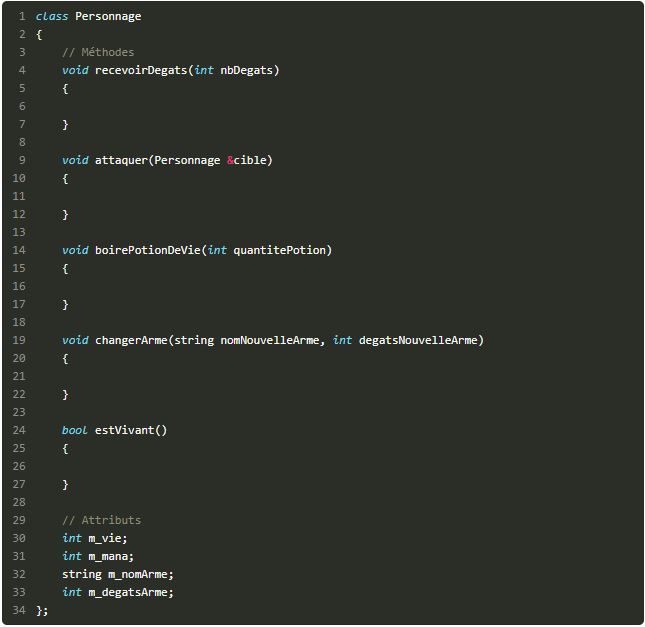 1 class Personnage
2 {
3     // Méthodes
4     void recevoirDegats(int nbDegats)
5     {
6
7     }
8
9     void attaquer(Personnage &cible)
10     {
11
12     }
13
14     void boirePotionDeVie(int quantitePotion)
15     {
16
17     }
18
19     void changerArme(string nomNouvelleArme, int degatsNouvelleArme)
20     {
21
22     }
23
24     bool estVivant()
25     {
26
27     }
28
29     // Attributs
30     int m_vie;
31     int m_mana;
32     string m_nomArme;
33     int m_degatsArme;
34 };